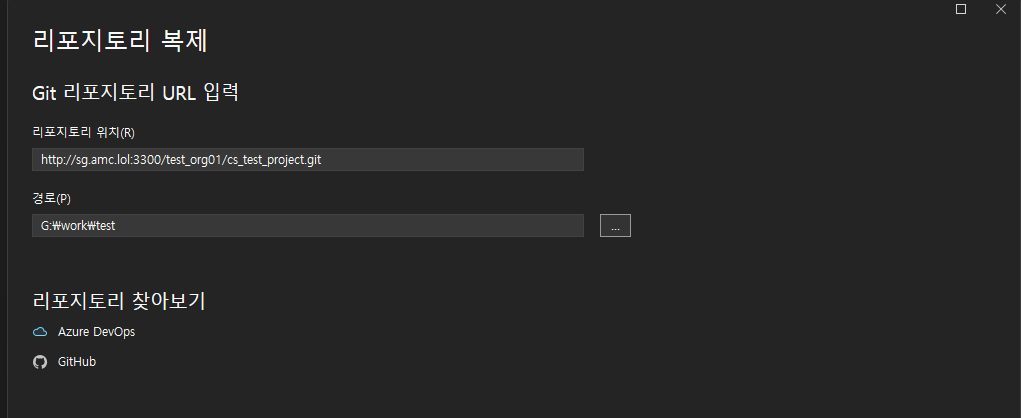 리포지토리 복제
Git 리포지토리 URL 입력
리포지토리 위치(R)
http://sg.amc.lol:3300/test_org01/cs_test_project.git
경로(P)
G:₩work₩test
...
리포지토리 찾아보기
Azure DevOps
GitHub